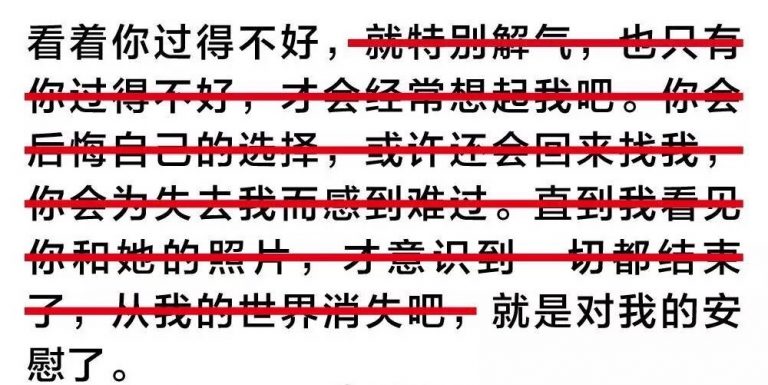 看着你过得不好，就特别解气，也只有
你过得不好，才会经常想起我吧。你会
后悔自己的选择，或许还会回来找我，
你会为失去我而感到难过。直到我看见
你和她的照片，才意识到一切都结束
了，从我的世界消失吧，就是对我的安
慰了。